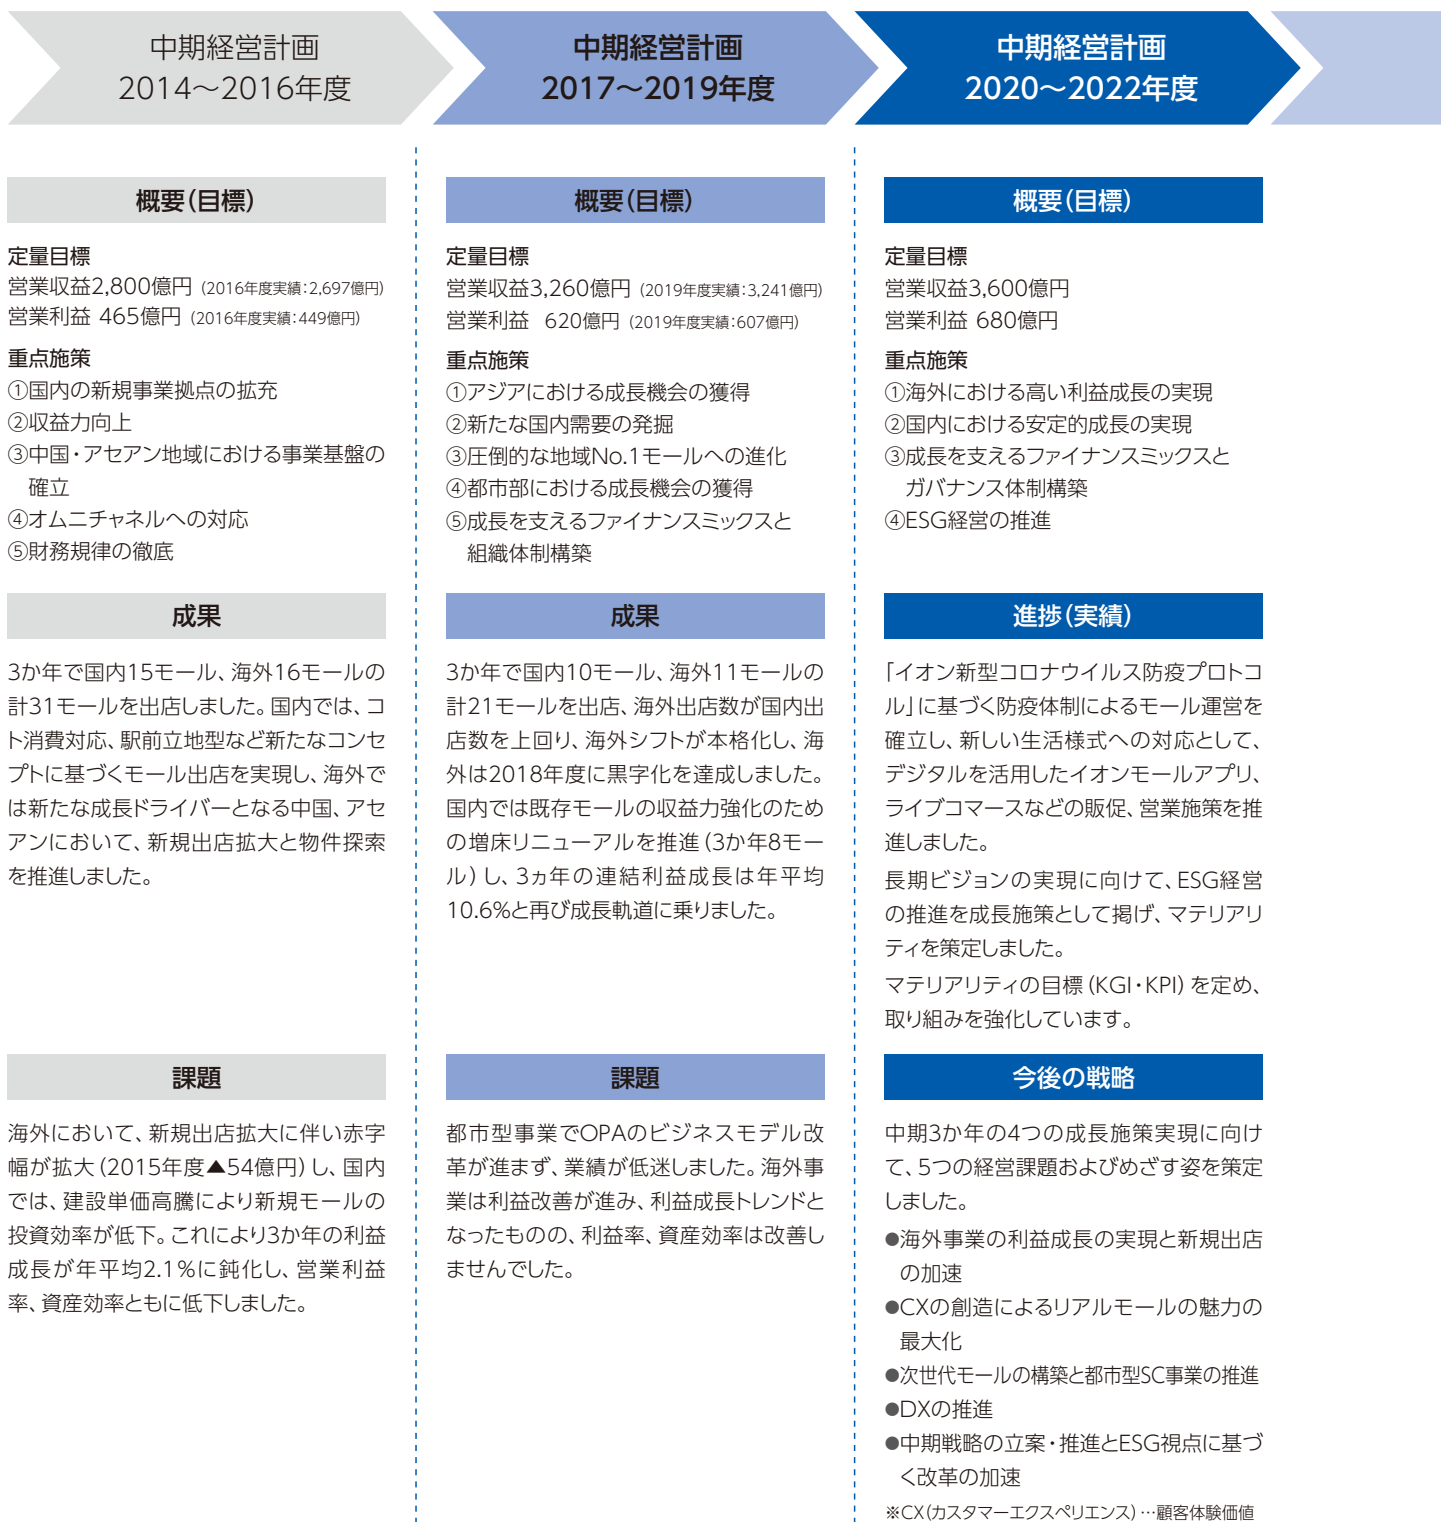 中期経営計画
2014〜2016年度
概要（目標）
定量目標
営業収益2,800億円（2016年度実績：2,697億円）
営業利益 465億円（2016年度実績：449億円）
重点施策
①国内の新規事業拠点の拡充
②収益力向上
③中国・アセアン地域における事業基盤の
確立
④オムニチャネルへの対応
⑤財務規律の徹底
成果
3か年で国内15モール、海外16モールの
計31モールを出店しました。国内では、コ
ト消費対応、駅前立地型など新たなコンセ
プトに基づくモール出店を実現し、海外で
は新たな成長ドライバーとなる中国、アセ
アンにおいて、新規出店拡大と物件探索
を推進しました。
課題
海外において、新規出店拡大に伴い赤字
幅が拡大（2015年度▲54億円）し、国内
では、建設単価高騰により新規モールの
投資効率が低下。これにより3か年の利益
成長が年平均2.1%に鈍化し、営業利益
率、資産効率ともに低下しました。
中期経営計画
2017〜2019年度
概要（目標）
定量目標
営業収益3,260億円（2019年度実績：3,241億円）
営業利益 620億円（2019年度実績：607億円）
重点施策
①アジアにおける成長機会の獲得
②新たな国内需要の発掘
③圧倒的な地域No.1モールへの進化
④都市部における成長機会の獲得
⑤成長を支えるファイナンスミックスと
組織体制構築
成果
3か年で国内10モール、海外11モールの
計21モールを出店、海外出店数が国内出
店数を上回り、海外シフトが本格化し、海
外は2018年度に黒字化を達成しました。
国内では既存モールの収益力強化のため
の増床リニューアルを推進（3か年8モー
ル）し、3ヵ年の連結利益成長は年平均
10.6%と再び成長軌道に乗りました。
課題
都市型事業でOPAのビジネスモデル改
革が進まず、業績が低迷しました。海外事
業は利益改善が進み、利益成長トレンドと
なったものの、利益率、資産効率は改善し
ませんでした。
中期経営計画
2020〜2022年度
概要（目標）
定量目標
営業収益3,600億円
営業利益 680億円
重点施策
①海外における高い利益成長の実現
②国内における安定的成長の実現
③成長を支えるファイナンスミックスと
ガバナンス体制構築
④ESG経営の推進
進捗（実績）
「イオン新型コロナウイルス防疫プロトコ
ル」に基づく防疫体制によるモール運営を
確立し、新しい生活様式への対応として、
デジタルを活用したイオンモールアプリ、
ライブコマースなどの販促、営業施策を推
進しました。
長期ビジョンの実現に向けて、ESG経営
の推進を成長施策として掲げ、マテリアリ
ティを策定しました。
マテリアリティの目標（KGI・KPI）を定め、
取り組みを強化しています。
今後の戦略
中期3か年の4つの成長施策実現に向け
て、5つの経営課題およびめざす姿を策定
しました。
●海外事業の利益成長の実現と新規出店
の加速
●CXの創造によるリアルモールの魅力の
最大化
●次世代モールの構築と都市型SC事業の推進
●DXの推進
●中期戦略の立案・推進とESG視点に基づ
く改革の加速
※CX（カスタマーエクスペリエンス）…顧客体験価値